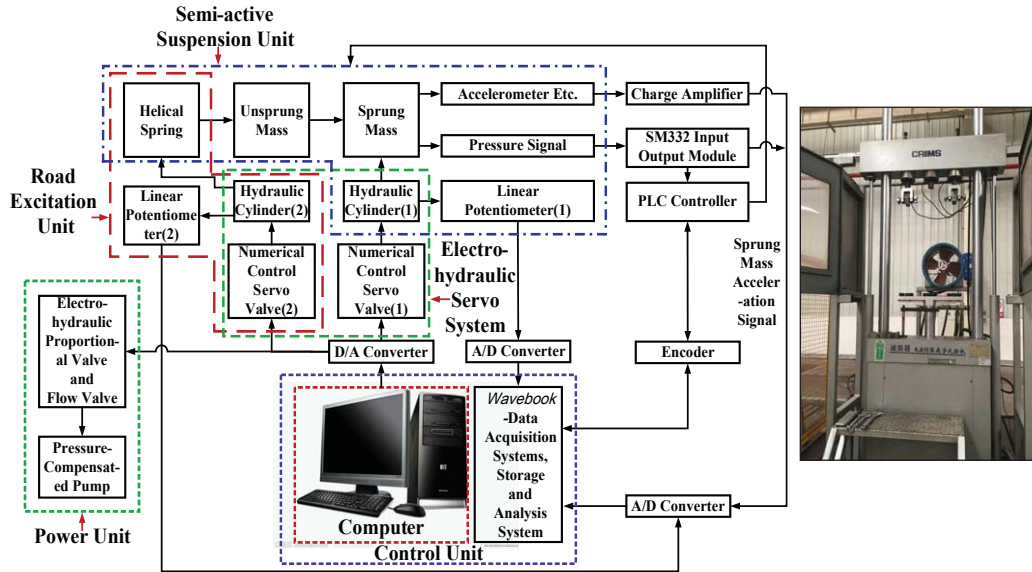 Semi-active
Suspension Unit
Helical
Spring
Unsprung
Mass
Sprung
Mass
Accelerometer Etc.
Charge Amplifier
Pressure Signal
SM332 Input
Output Module
Road
Excitation
Unit
Linear
Potentiome
ter(2)
Hydraulic
Cylinder(2)
Hydraulic
Cylinder(1)
Linear
Potentiometer(1)
PLC Controller
Numerical
Control
Servo
Valve(2)
Numerical
Control
Servo
Valve(1)
Electro-
hydraulic
Servo
System
Sprung
Mass
Acceler
-ation
Signal
Electro-
hydraulic
Proportion-
al Valve
and
Flow Valve
D/A Converter
A/D Converter
Encoder
Pressure-
Compensat-
ed Pump
Power Unit
Computer
Wavebook
-Data
Acquisition
Systems,
Storage
and
Analysis
System
Control Unit
A/D Converter
CRIMS